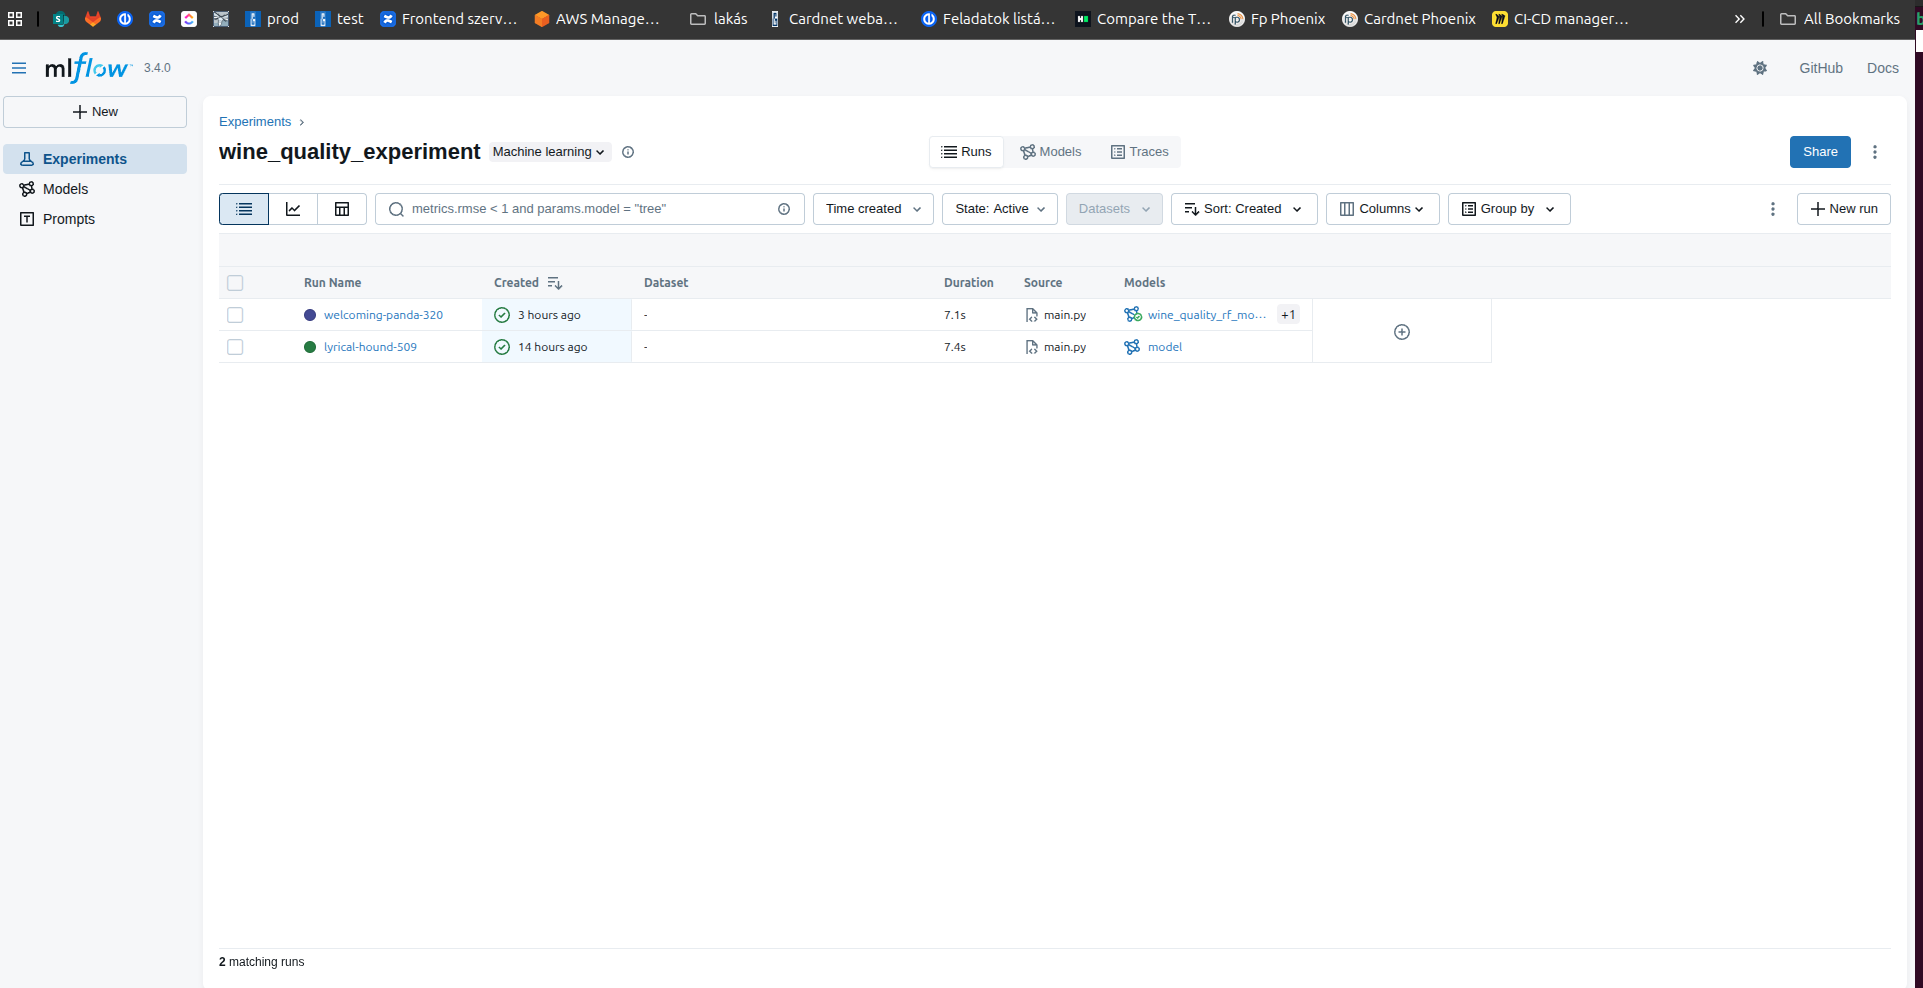 prod test Frontend szerv... AWS Manage... lakás Cardnet weba... Feladatok listá... Compare the T... Fp Phoenix Cardnet Phoenix CI-CD manager... » All Bookmarks
mlflow 3.4.0 GitHub Docs
New
Experiments
Models
Prompts
Experiments ›
wine_quality_experiment Machine learning Runs Models Traces Share
metrics.rmse < 1 and params.model = "tree" Time created State: Active Datasets Sort: Created Columns Group by New run
Run Name Created Dataset Duration Source Models
welcoming-panda-320 3 hours ago - 7.1s main.py wine_quality_rf_mo... +1
lyrical-hound-509 14 hours ago - 7.4s main.py model
2 matching runs